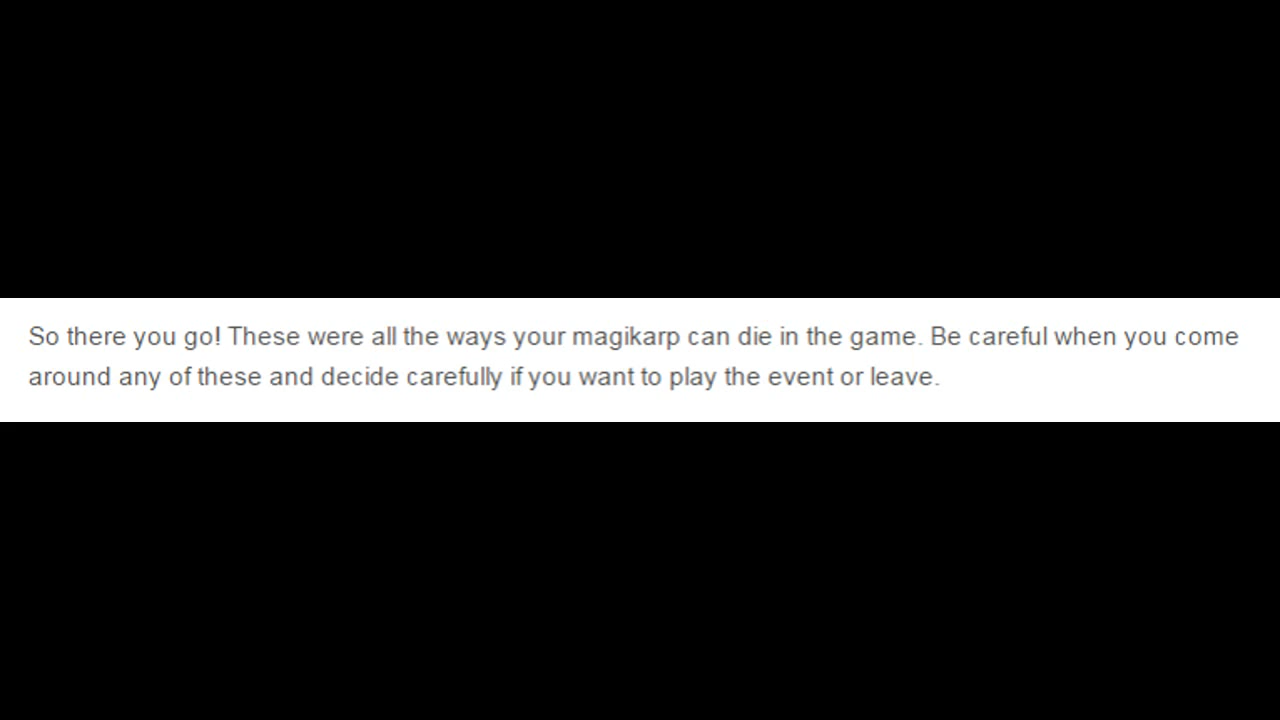 So there you go! These were all the ways your magikarp can die in the game. Be careful when you come
around any of these and decide carefully if you want to play the event or leave.